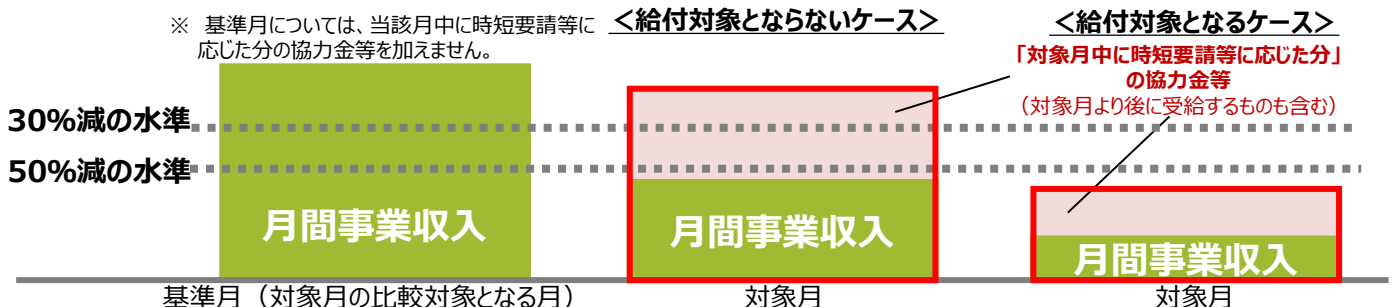 ※ 基準月については、当該月中に時短要請等に
応じた分の協力金等を加えません。
＜給付対象とならないケース＞
＜給付対象となるケース＞
「対象月中に時短要請等に応じた分」
の協力金等
（対象月より後に受給するものも含む）
30%減の水準
50%減の水準
月間事業収入
月間事業収入
月間事業収入
基準月（対象月の比較対象となる月）
対象月
対象月